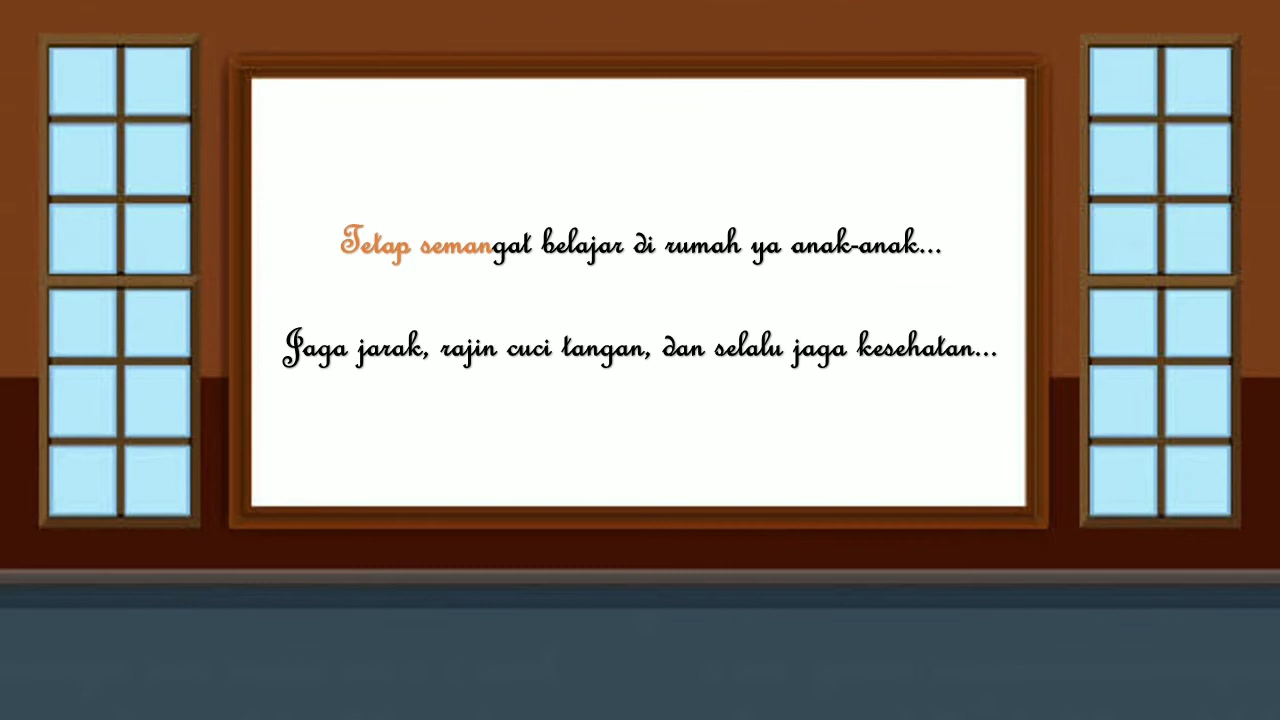 Tetap semangat belajar di rumah ya anak-anak...
Jaga jarak, rajin cuci tangan, dan selalu jaga kesehatan...